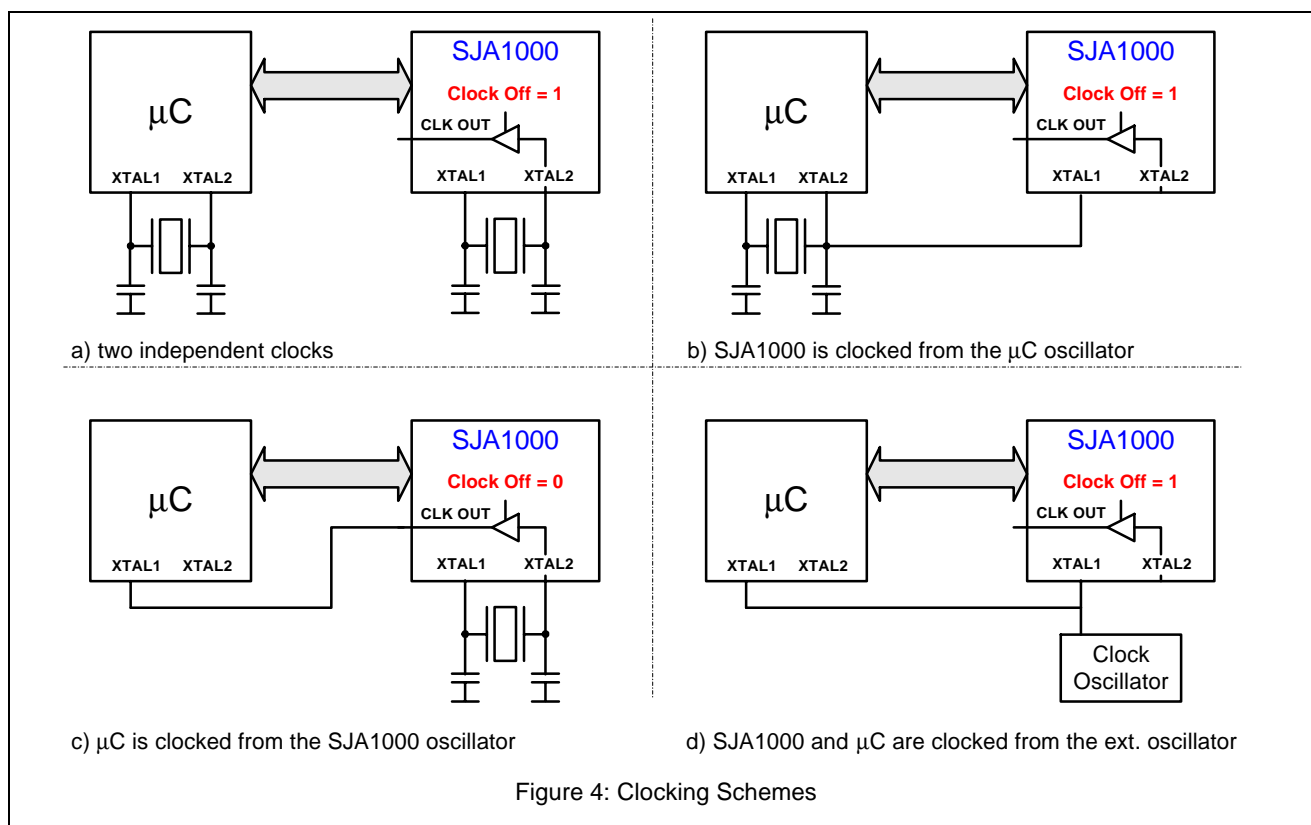 SJA1000
Clock Off = 1
µC
CLK OUT
XTAL1 XTAL2
XTAL1 XTAL2
a) two independent clocks
SJA1000
Clock Off = 1
µC
CLK OUT
XTAL1 XTAL2
XTAL1 XTAL2
b) SJA1000 is clocked from the µC oscillator
SJA1000
Clock Off = 0
µC
CLK OUT
XTAL1 XTAL2
XTAL1 XTAL2
c) µC is clocked from the SJA1000 oscillator
SJA1000
Clock Off = 1
µC
CLK OUT
XTAL1 XTAL2
XTAL1 XTAL2
Clock
Oscillator
d) SJA1000 and µC are clocked from the ext. oscillator
Figure 4: Clocking Schemes